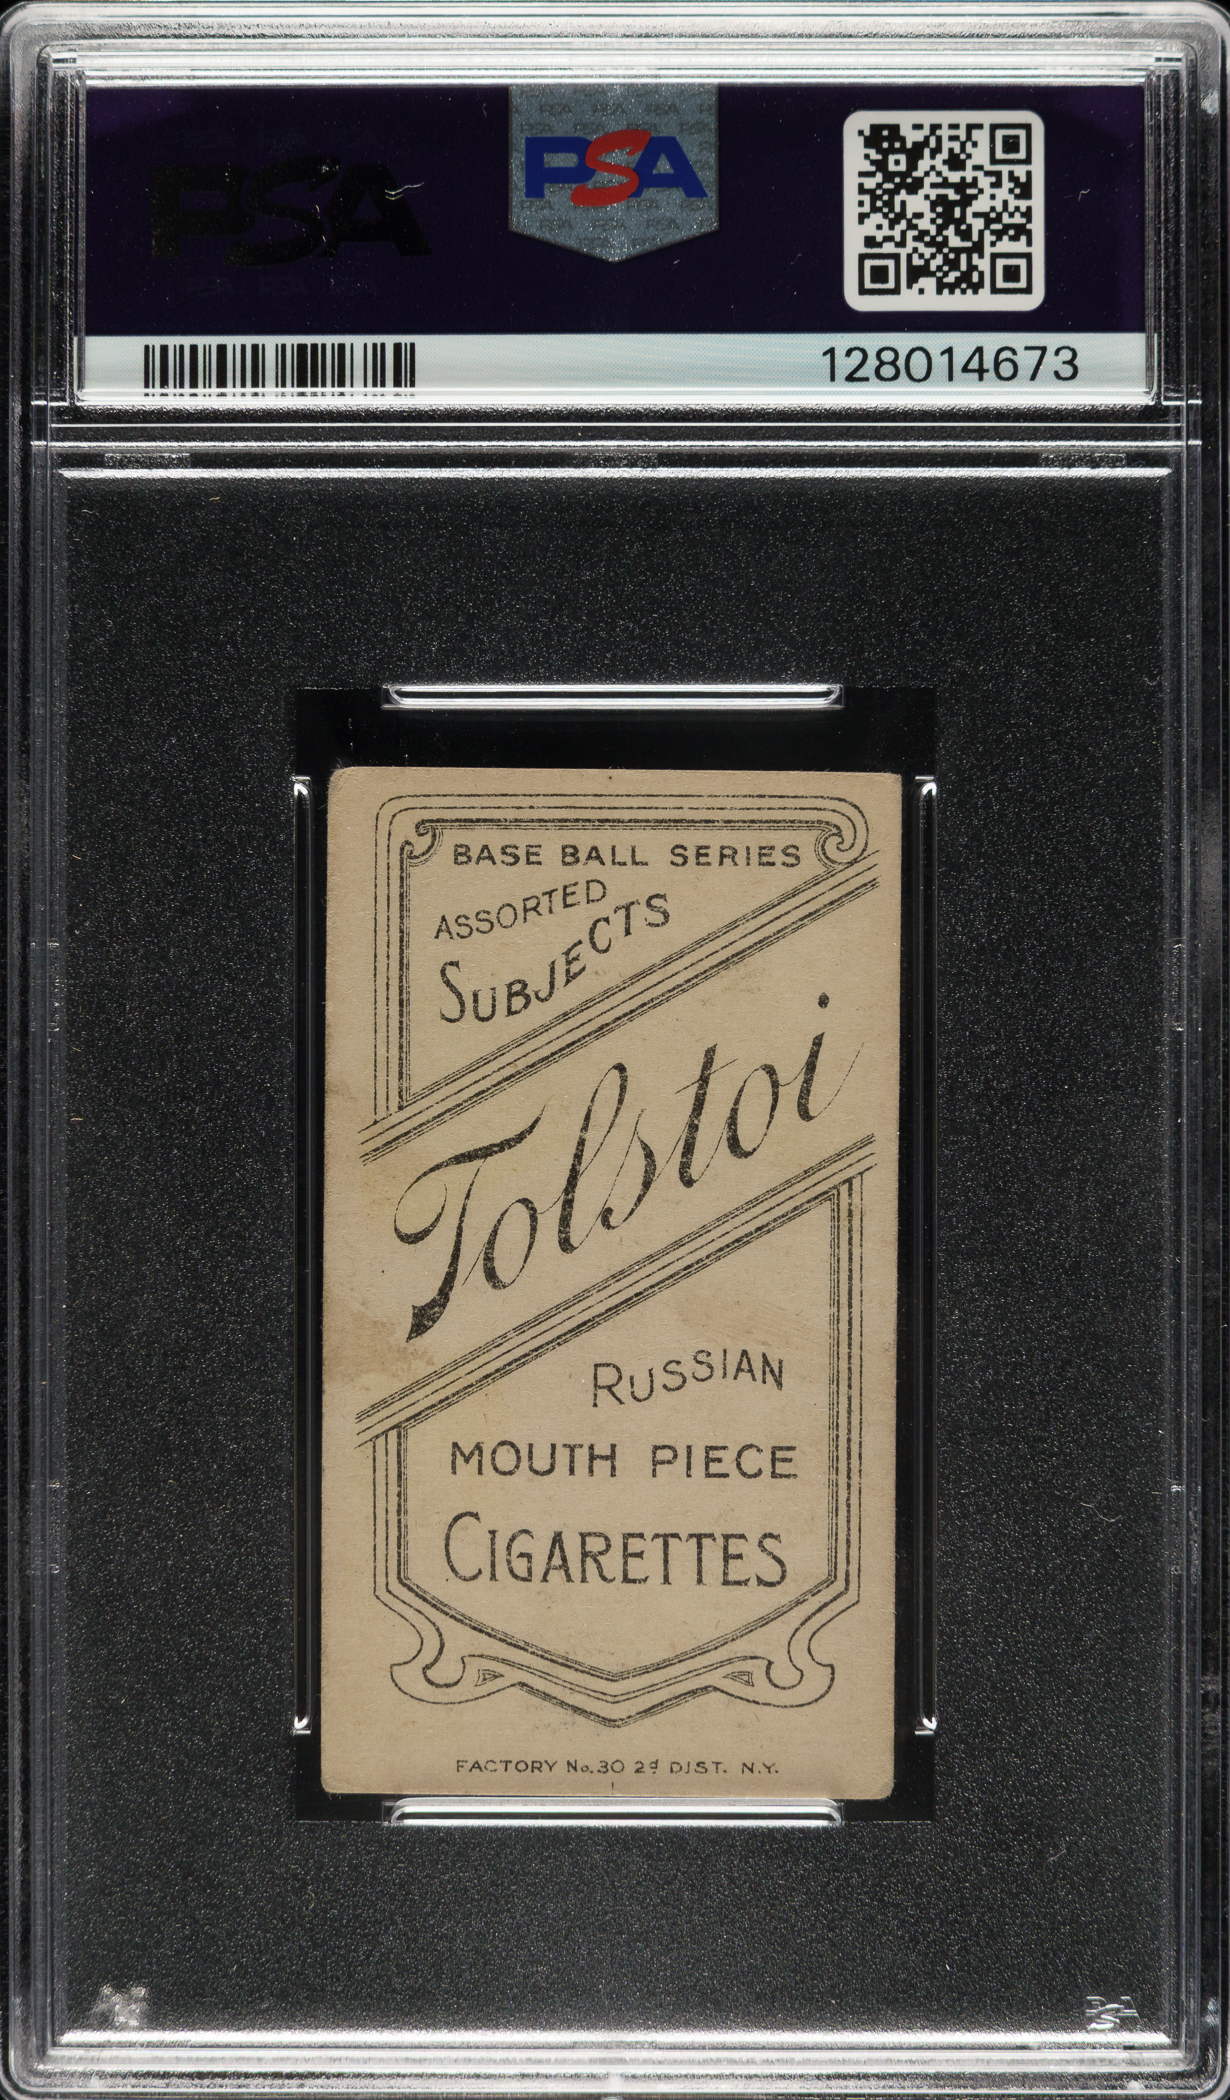 PSA
PSA
128014673
BASE BALL SERIES
ASSORTED
SUBJECTS
Tolstoi
RUSSIAN
MOUTH PIECE
CIGARETTES
FACTORY No. 30 2d DIST. N.Y.